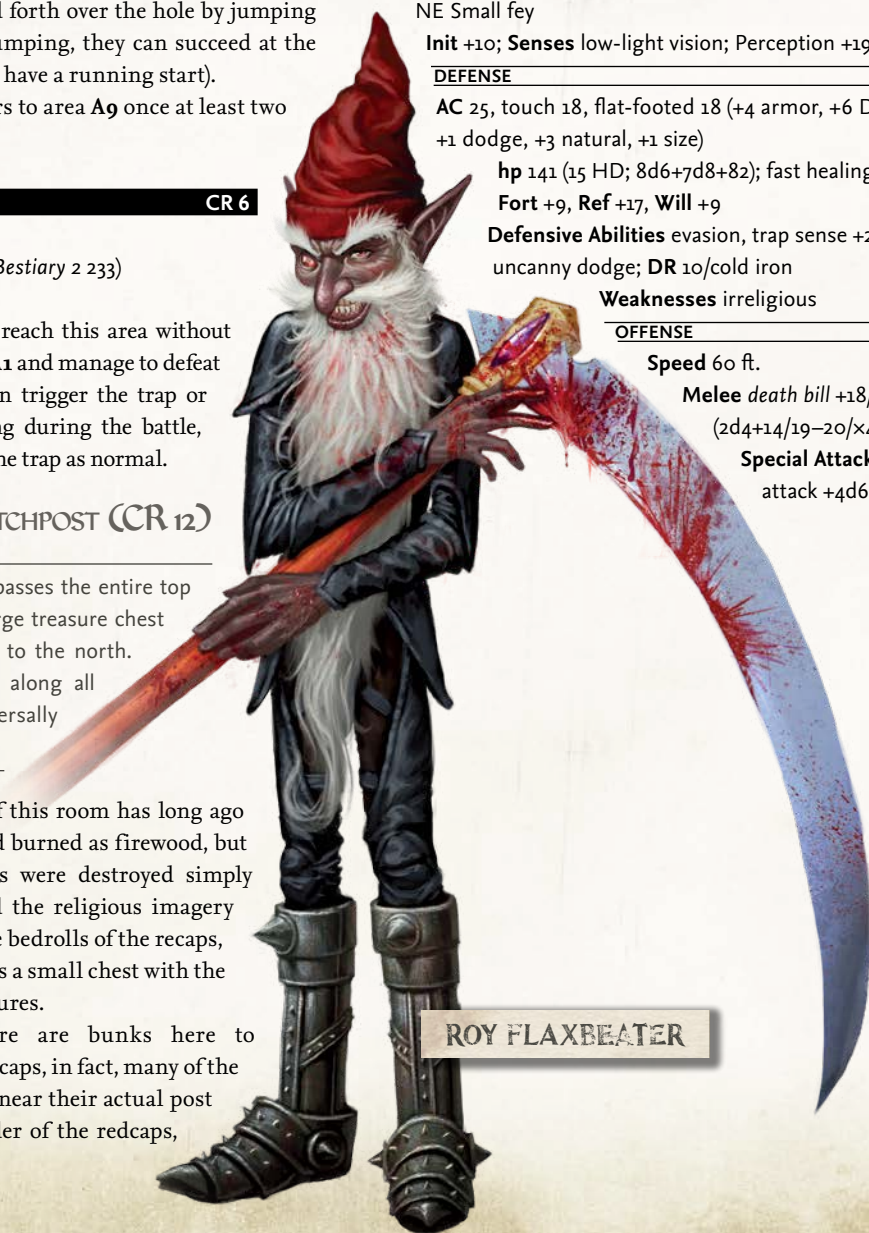 l forth over the hole by jumping
umping, they can succeed at the
have a running start).
rs to area A9 once at least two
CR 6
Bestiary 2 233)
reach this area without
A1 and manage to defeat
n trigger the trap or
ng during the battle,
he trap as normal.
TCHPOST (CR 12)
passes the entire top
rge treasure chest
to the north.
along all
ersally
f this room has long ago
d burned as firewood, but
s were destroyed simply
l the religious imagery
e bedrolls of the recaps,
s a small chest with the
ures.
re are bunks here to
caps, in fact, many of the
near their actual post
ler of the redcaps,
NE Small fey
Init +10; Senses low-light vision; Perception +19
DEFENSE
AC 25, touch 18, flat-footed 18 (+4 armor, +6 D
+1 dodge, +3 natural, +1 size)
hp 141 (15 HD; 8d6+7d8+82); fast healing
Fort +9, Ref +17, Will +9
Defensive Abilities evasion, trap sense +2
uncanny dodge; DR 10/cold iron
Weaknesses irreligious
OFFENSE
Speed 60 ft.
Melee death bill +18/
(2d4+14/19–20/×4
Special Attack
attack +4d6
ROY FLAXBEATER